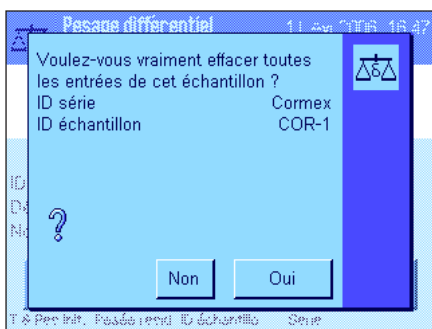 Pesage différentiel
Voulez-vous vraiment effacer toutes
les entrées de cet échantillon ?
ID série Cormex
ID échantillon COR-1
?
Non Oui